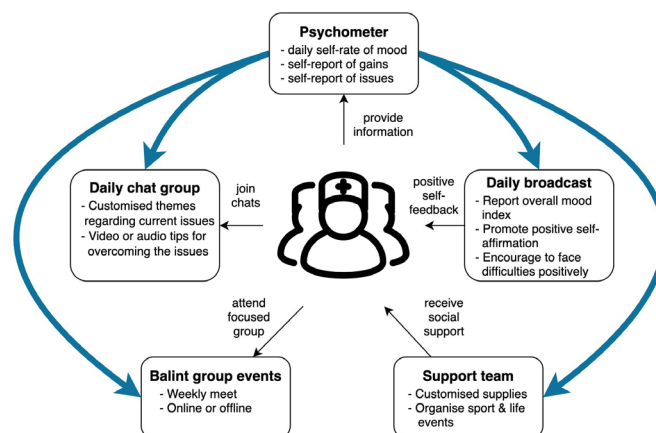 Psychometer
- daily self-rate of mood
- self-report of gains
- self-report of issues
provide
information
Daily chat group
- Customised themes
regarding current issues
- Video or audio tips for
overcoming the issues
join
chats
positive
self-
feedback
Daily broadcast
- Report overall mood
index
- Promote positive self-
affirmation
- Encourage to face
difficulties positively
attend
focused
group
receive
social
support
Balint group events
- Weekly meet
- Online or offline
Support team
- Customised supplies
- Organise sport & life
events